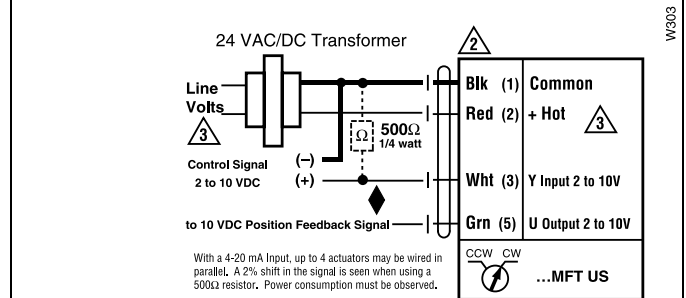 W303
24 VAC/DC Transformer
2
Line
Volts
3
Blk (1) Common
Red (2) + Hot
3
Ω
500Ω
1/4 watt
Control Signal
2 to 10 VDC
(–)
(+)
Wht (3) Y Input 2 to 10V
to 10 VDC Position Feedback Signal
Grn (5) U Output 2 to 10V
With a 4-20 mA Input, up to 4 actuators may be wired in
parallel. A 2% shift in the signal is seen when using a
500Ω resistor. Power consumption must be observed.
CCW CW
...MFT US